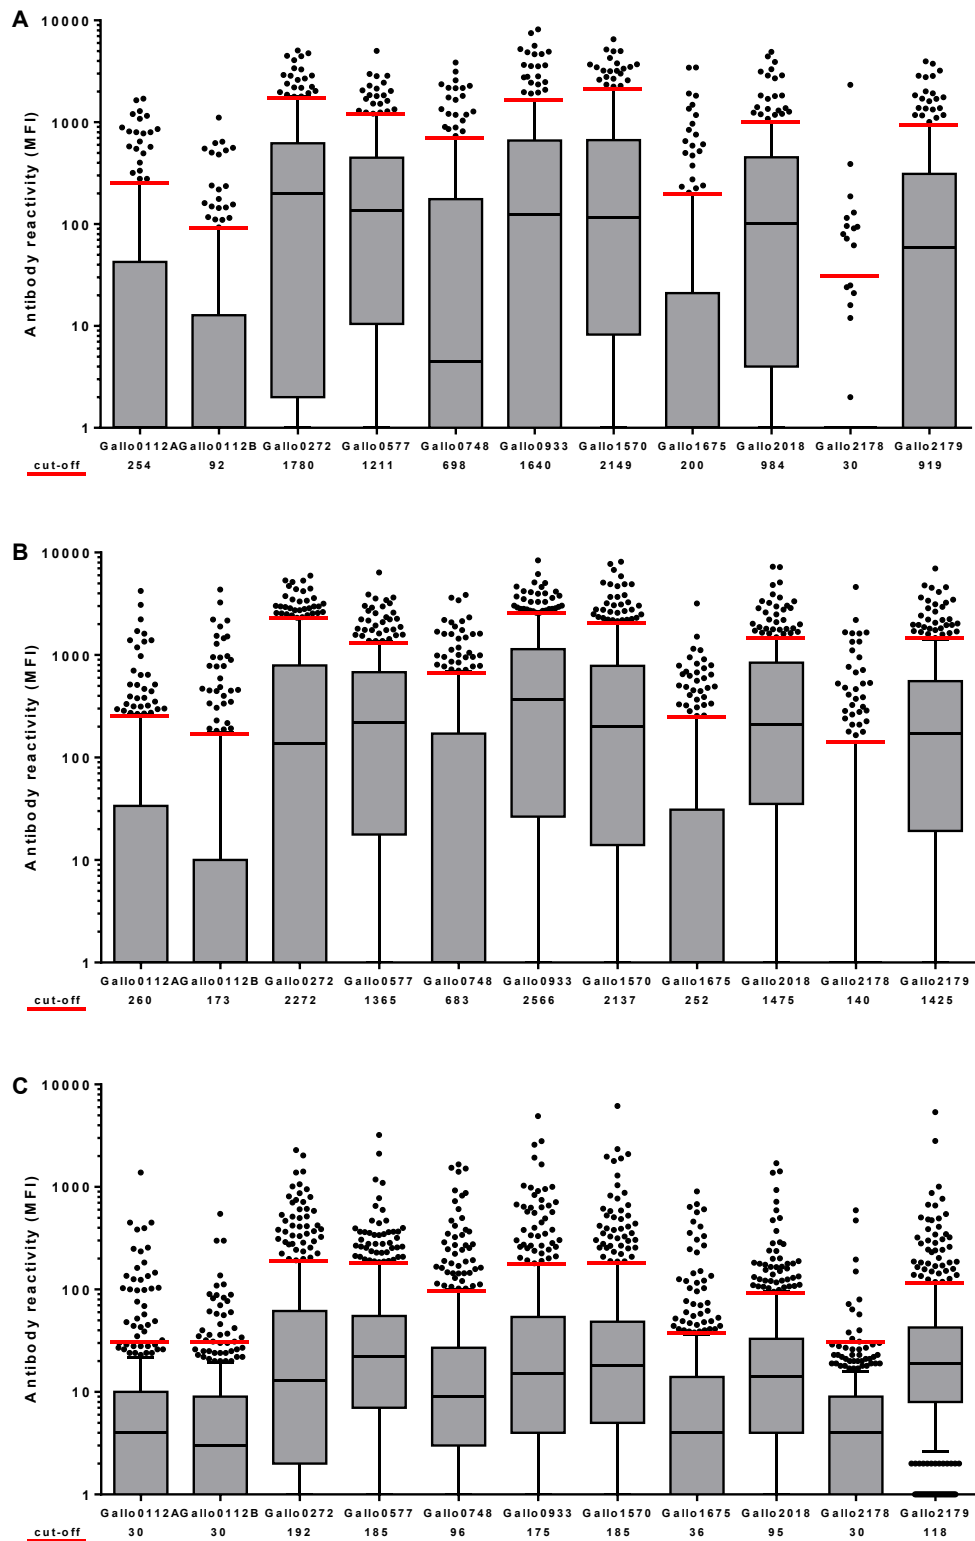 A
10000
1000
100
10
1
Antibody reactivity (MFI)
Gallo0112A Gallo0112B Gallo0272 Gallo0577 Gallo0748 Gallo0933 Gallo1570 Gallo1675 Gallo2018 Gallo2178 Gallo2179
cut-off 254 92 1780 1211 698 1640 2149 200 984 30 919
B
10000
1000
100
10
1
Antibody reactivity (MFI)
Gallo0112A Gallo0112B Gallo0272 Gallo0577 Gallo0748 Gallo0933 Gallo1570 Gallo1675 Gallo2018 Gallo2178 Gallo2179
cut-off 260 173 2272 1365 683 2566 2137 252 1475 140 1425
C
10000
1000
100
10
1
Antibody reactivity (MFI)
Gallo0112A Gallo0112B Gallo0272 Gallo0577 Gallo0748 Gallo0933 Gallo1570 Gallo1675 Gallo2018 Gallo2178 Gallo2179
cut-off 30 30 192 185 96 175 185 36 95 30 118